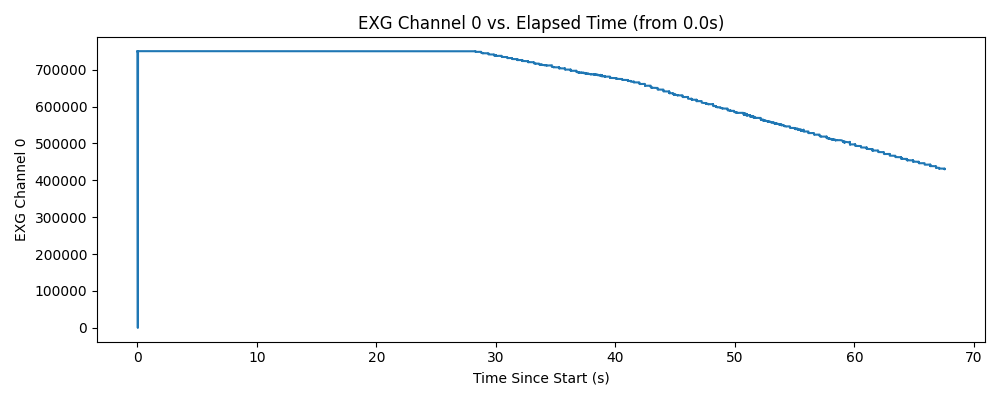 EXG Channel 0 vs. Elapsed Time (from 0.0s)
EXG Channel 0
700000
600000
500000
400000
300000
200000
100000
0
0 10 20 30 40 50 60 70
Time Since Start (s)